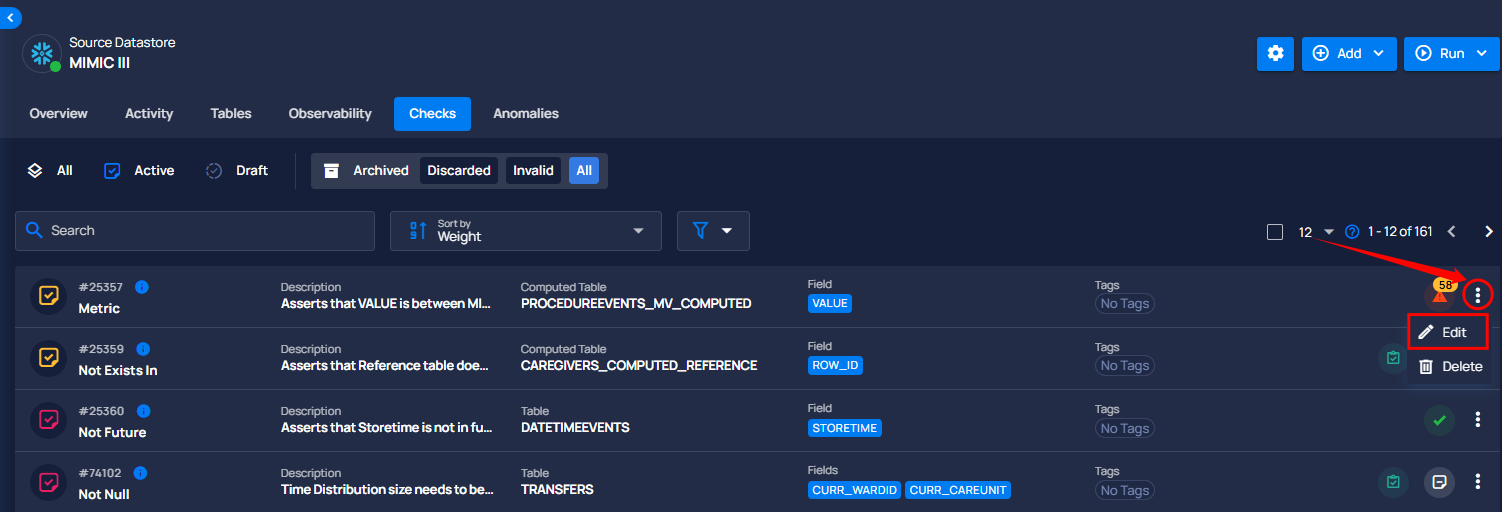 Source Datastore
MIMIC III
Add
Run
Overview Activity Tables Observability Checks Anomalies
All Active Draft Archived Discarded Invalid All
Search
Sort by
Weight
12
1 - 12 of 161
#25357
Metric
Description
Asserts that VALUE is between MI...
Computed Table
PROCEDUREEVENTS_MV_COMPUTED
Field
VALUE
Tags
No Tags
58
Edit
Delete
#25359
Not Exists In
Description
Asserts that Reference table doe...
Computed Table
CAREGIVERS_COMPUTED_REFERENCE
Field
ROW_ID
Tags
No Tags
#25360
Not Future
Description
Asserts that Storetime is not in fu...
Table
DATETIMEEVENTS
Field
STORETIME
Tags
No Tags
#74102
Not Null
Description
Time Distribution size needs to be...
Table
TRANSFERS
Fields
CURR_WARDID CURR_CAREUNIT
Tags
No Tags